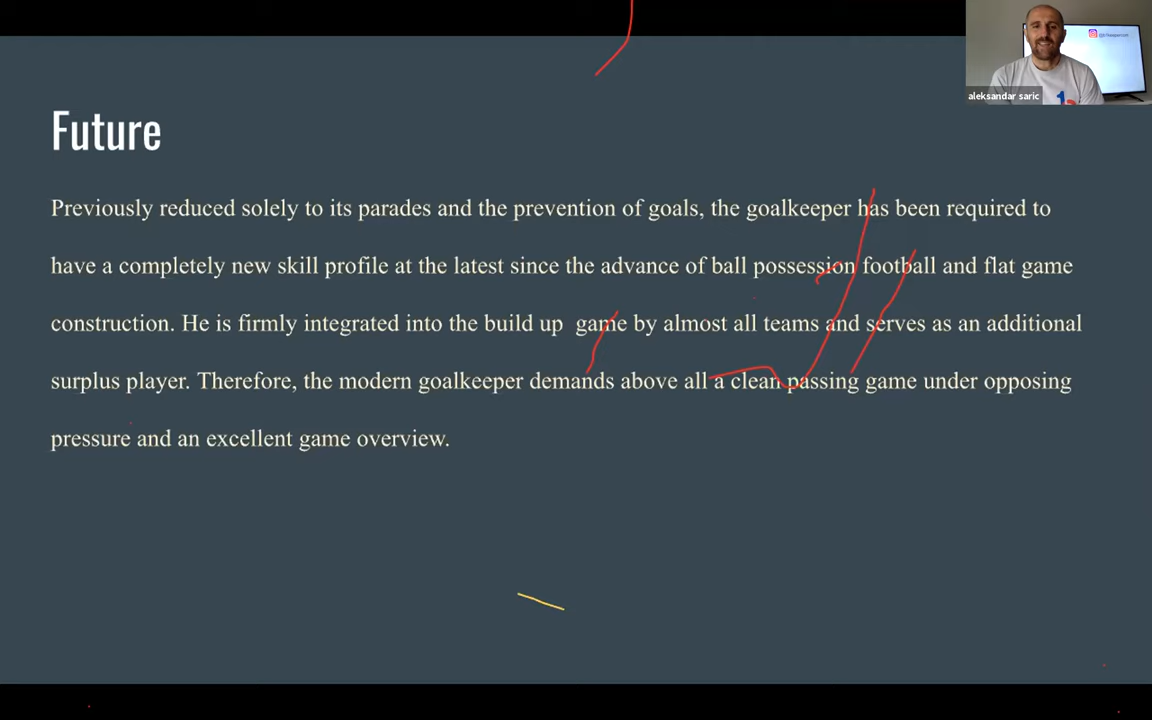 aleksandar saric
Future
Previously reduced solely to its parades and the prevention of goals, the goalkeeper has been required to
have a completely new skill profile at the latest since the advance of ball possession football and flat game
construction. He is firmly integrated into the build up game by almost all teams and serves as an additional
surplus player. Therefore, the modern goalkeeper demands above all a clean passing game under opposing
pressure and an excellent game overview.